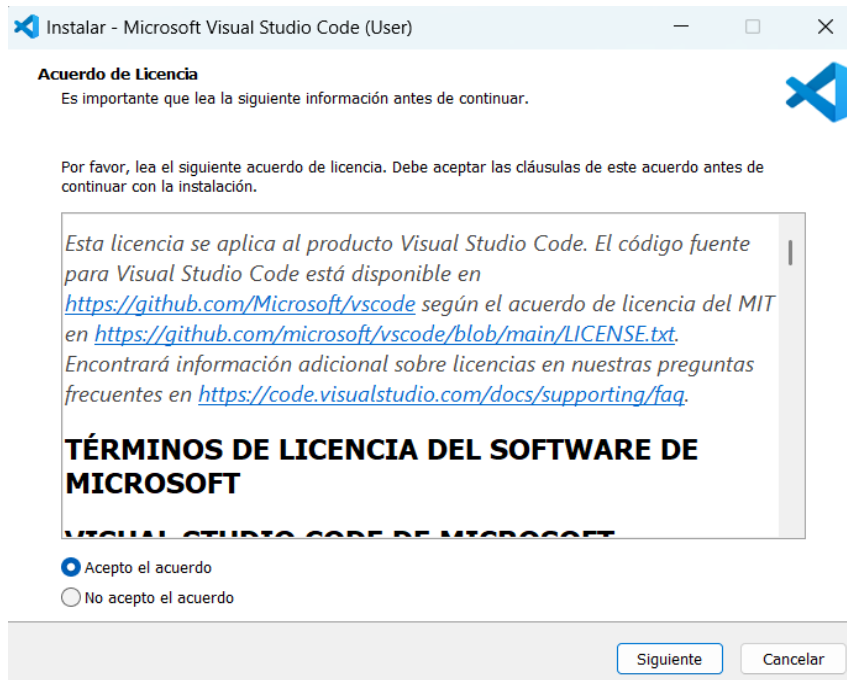 Instalar - Microsoft Visual Studio Code (User)
Acuerdo de Licencia
Es importante que lea la siguiente información antes de continuar.
Por favor, lea el siguiente acuerdo de licencia. Debe aceptar las cláusulas de este acuerdo antes de
continuar con la instalación.
Esta licencia se aplica al producto Visual Studio Code. El código fuente
para Visual Studio Code está disponible en
https://github.com/Microsoft/vscode según el acuerdo de licencia del MIT
en https://github.com/microsoft/vscode/blob/main/LICENSE.txt.
Encontrará información adicional sobre licencias en nuestras preguntas
frecuentes en https://code.visualstudio.com/docs/supporting/faq.
TÉRMINOS DE LICENCIA DEL SOFTWARE DE
MICROSOFT
VISUAL STUDIO CODE DE MICROSOFT
Acepto el acuerdo
No acepto el acuerdo
Siguiente
Cancelar